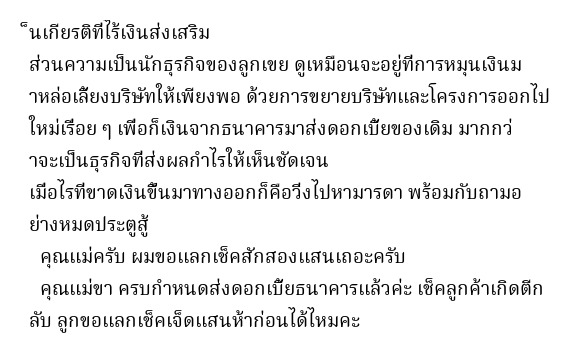 ็นเกียรติที่ไร้เงินส่งเสริม
ส่วนความเป็นนักธุรกิจของลูกเขย ดูเหมือนจะอยู่ที่การหมุนเงินม
าหล่อเลี้ยงบริษัทให้เพียงพอ ด้วยการขยายบริษัทและโครงการออกไป
ใหม่เรื่อย ๆ เพื่อก็เงินจากธนาคารมาส่งดอกเบี้ยของเดิม มากกว่
าจะเป็นธุรกิจที่ส่งผลกำไรให้เห็นชัดเจน
เมื่อไรที่ขาดเงินขึ้นมาทางออกก็คือวิ่งไปหามารดา พร้อมกับถามอ
ย่างหมดประตูสู้
คุณแม่ครับ ผมขอแลกเช็คสักสองแสนเถอะครับ
คุณแม่ขา ครบกำหนดส่งดอกเบี้ยธนาคารแล้วค่ะ เช็คลูกค้าเกิดตีก
ลับ ลูกขอแลกเช็คเจ็ดแสนห้าก่อนได้ไหมคะ